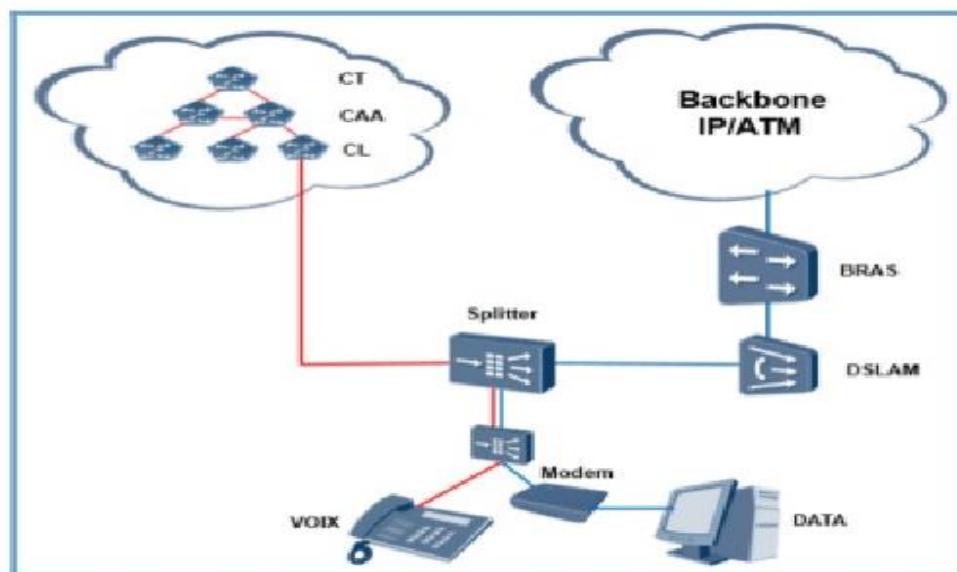 CT
CAA
CL
Backbone
IP/ATM
BRAS
Splitter
DSLAM
Modem
VOIX
DATA